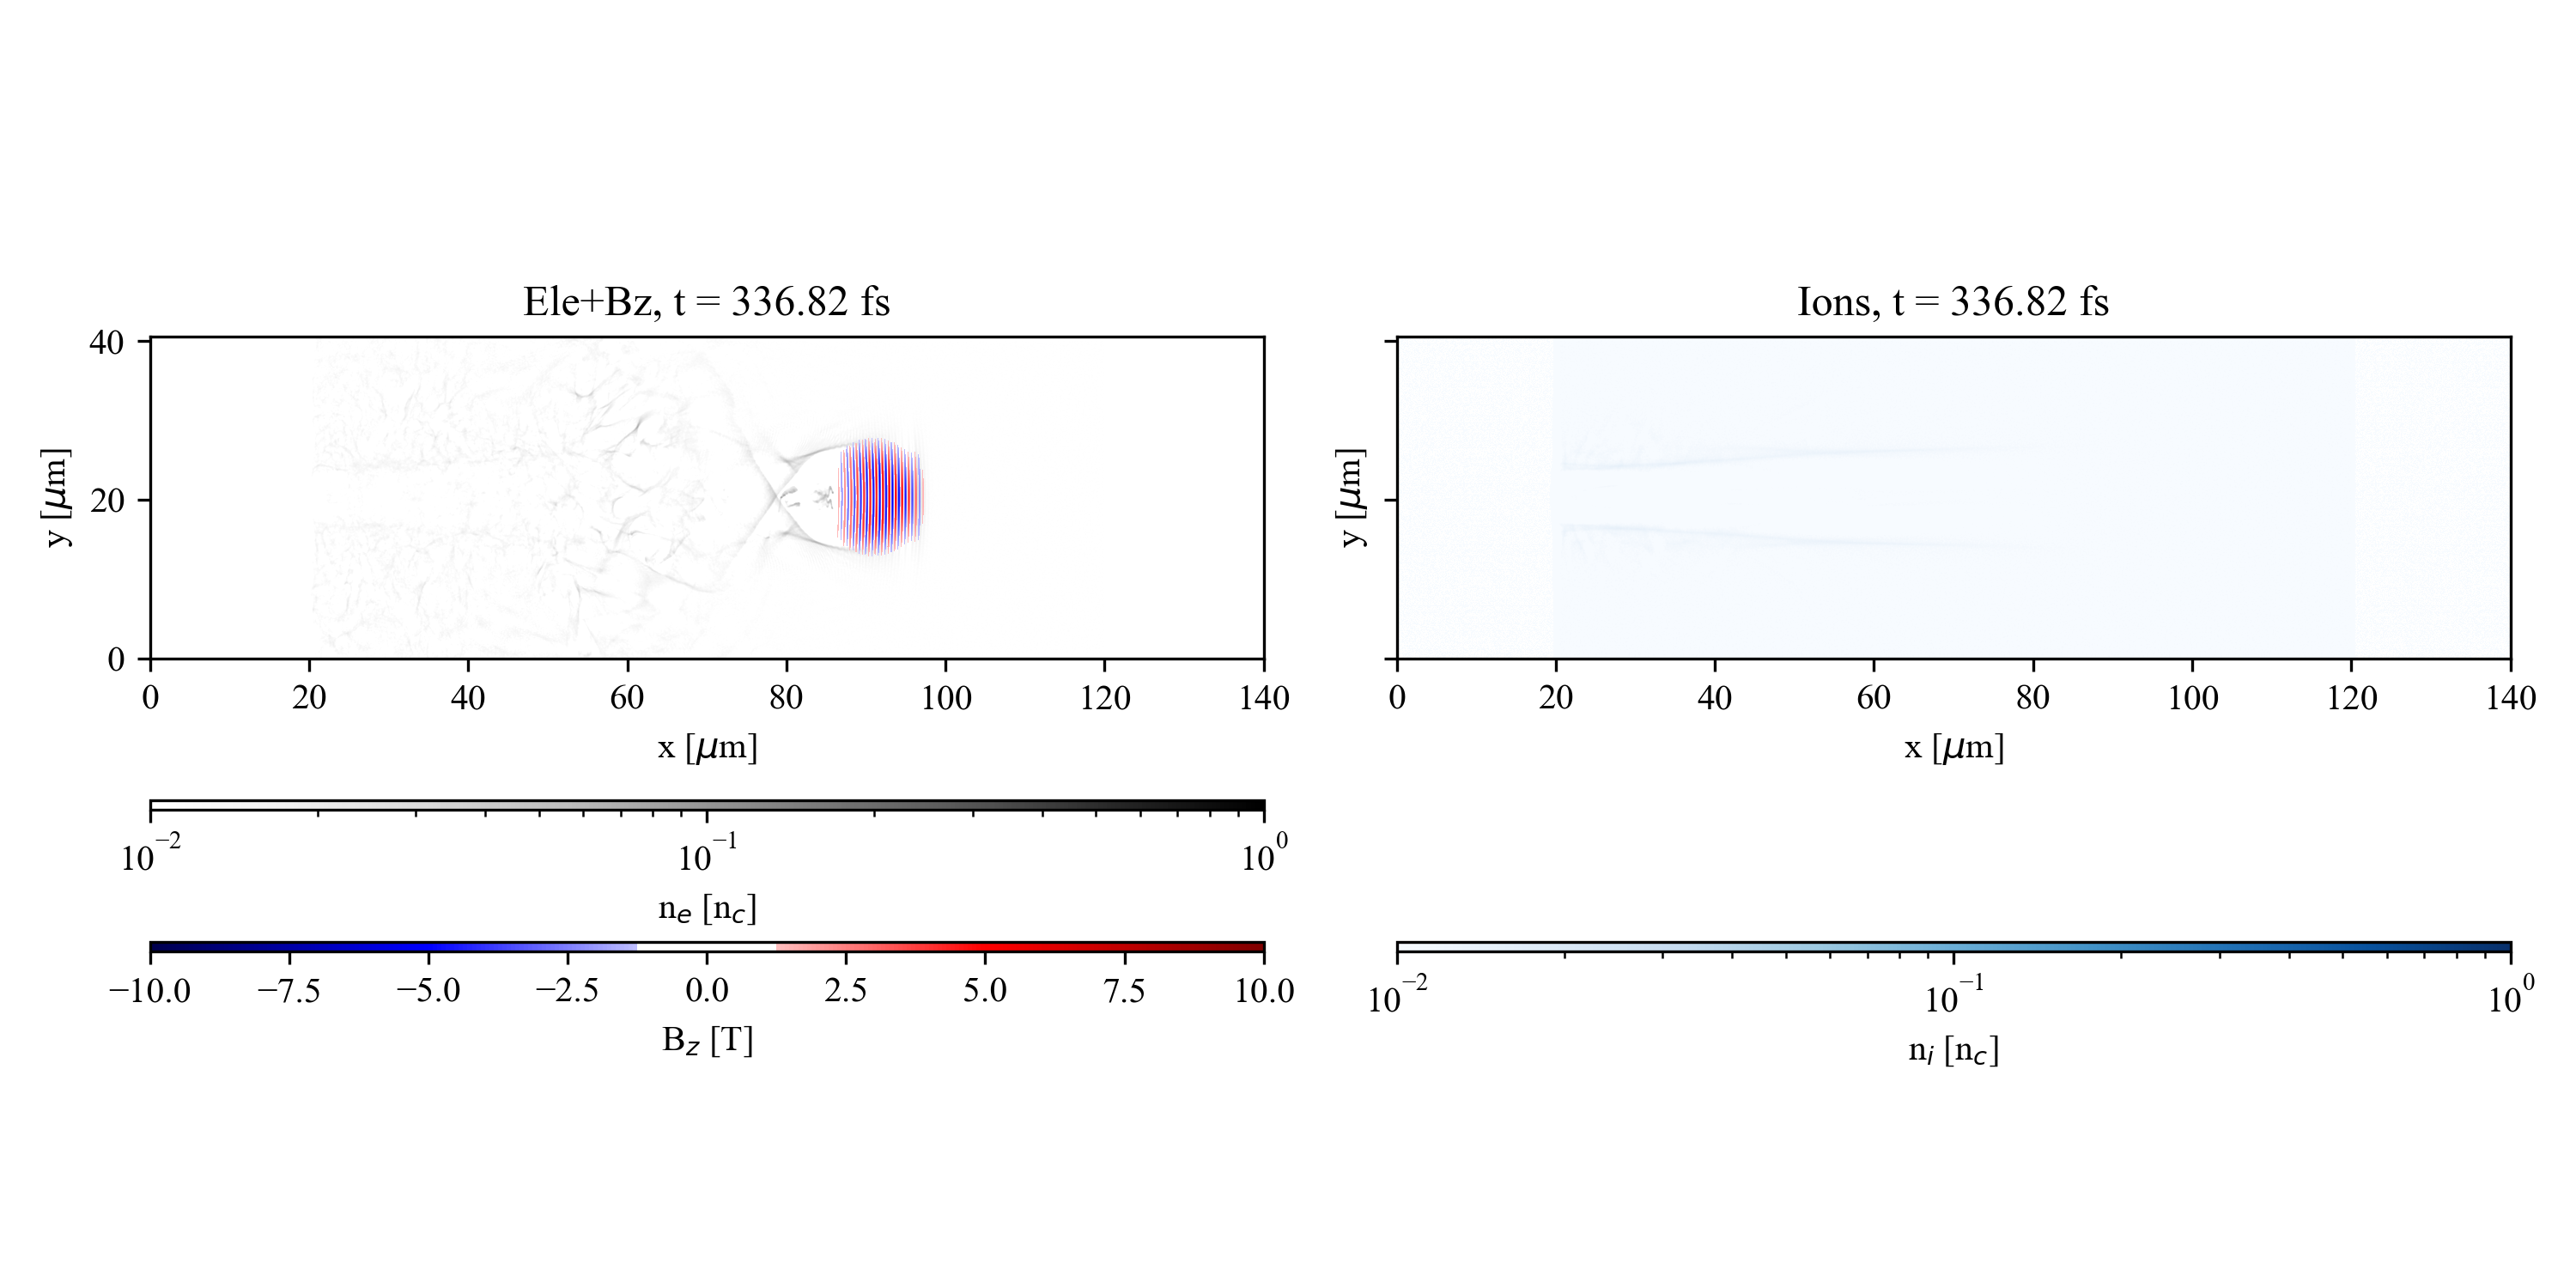 Ele+Bz, t = 336.82 fs
40
20
0
y [μm]
0 20 40 60 80 100 120 140
x [μm]
10⁻² 10⁻¹ 10⁰
nₑ [n_c]
−10.0 −7.5 −5.0 −2.5 0.0 2.5 5.0 7.5 10.0
B_z [T]
Ions, t = 336.82 fs
y [μm]
0 20 40 60 80 100 120 140
x [μm]
10⁻² 10⁻¹ 10⁰
nᵢ [n_c]